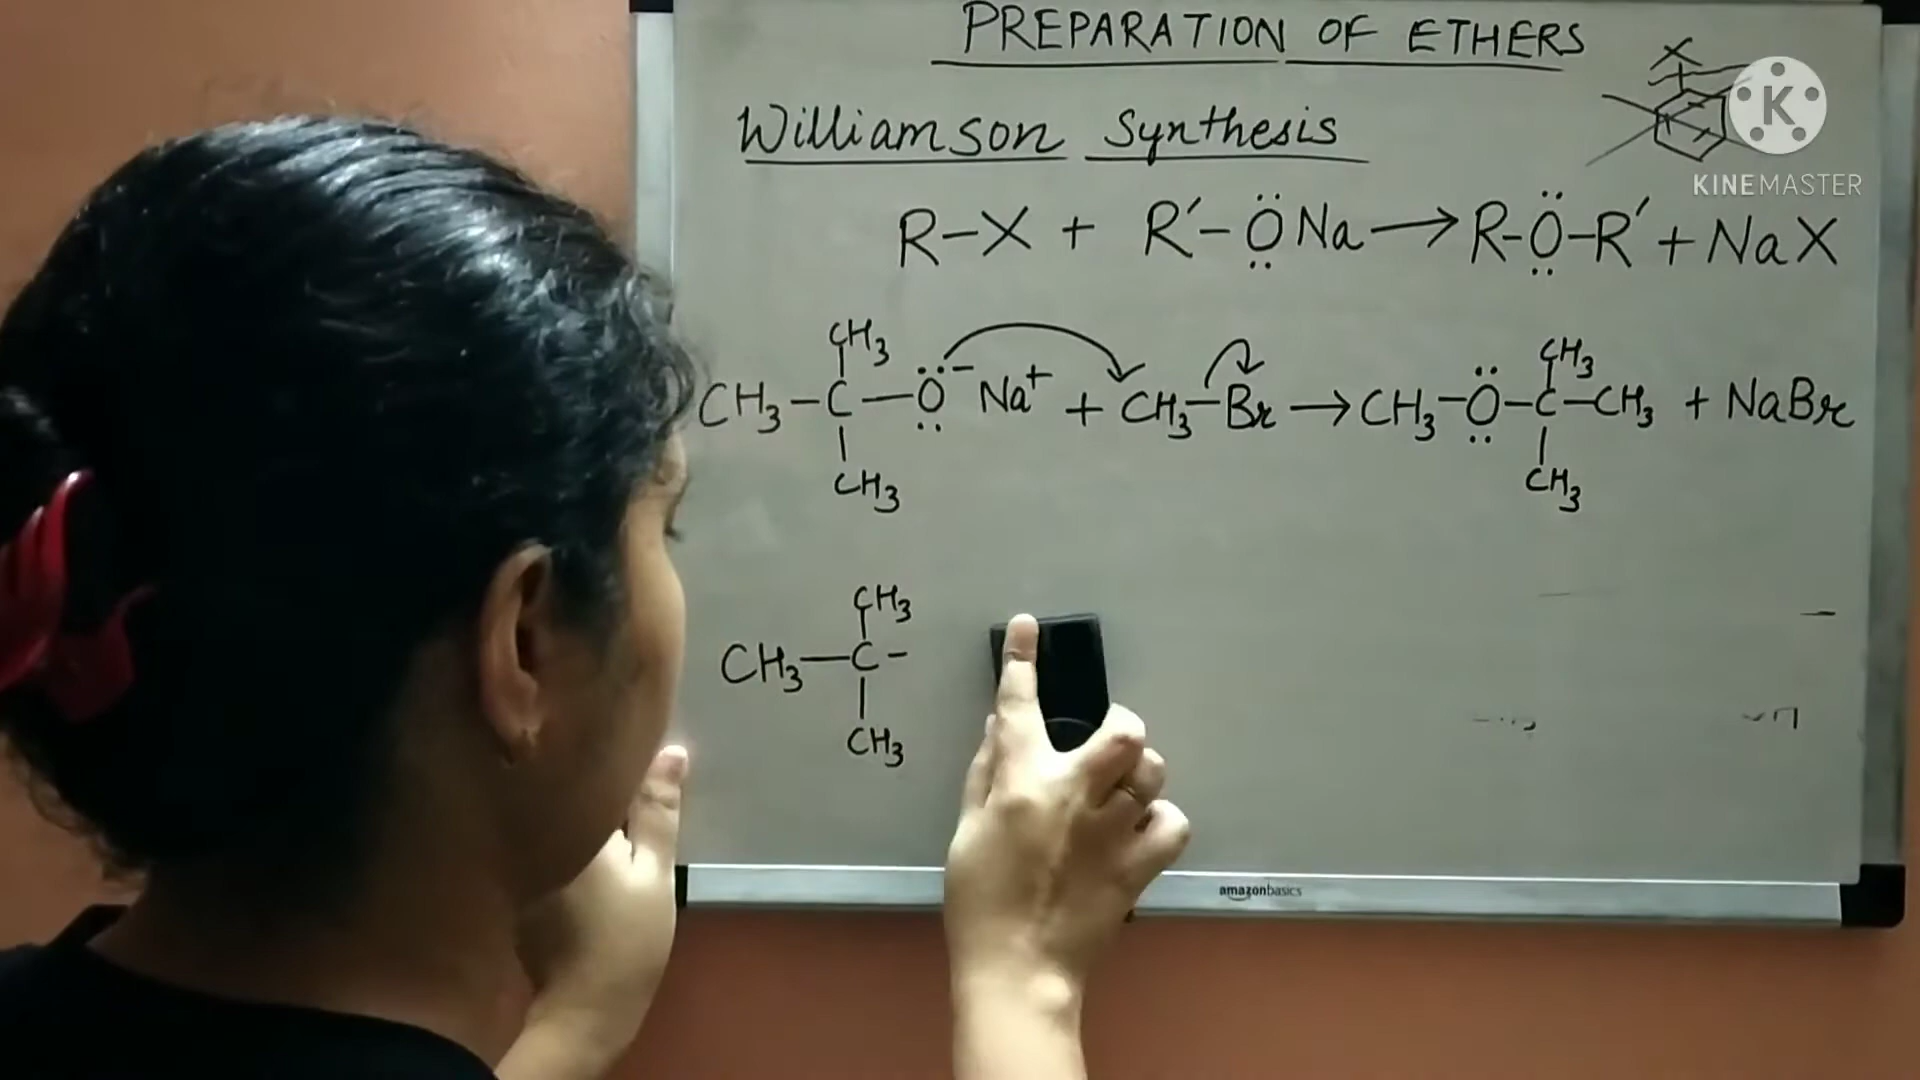 PREPARATION OF ETHERS
X
K
KINEMASTER
Williamson Synthesis
R-X + R′-ÖNa → R-Ö-R′ + NaX
CH3 CH3
CH3-C-O⁻ Na⁺ + CH3-Br → CH3-O-C-CH3 + NaBr
CH3 CH3
CH3
CH3-C-
CH3
amazonbasics